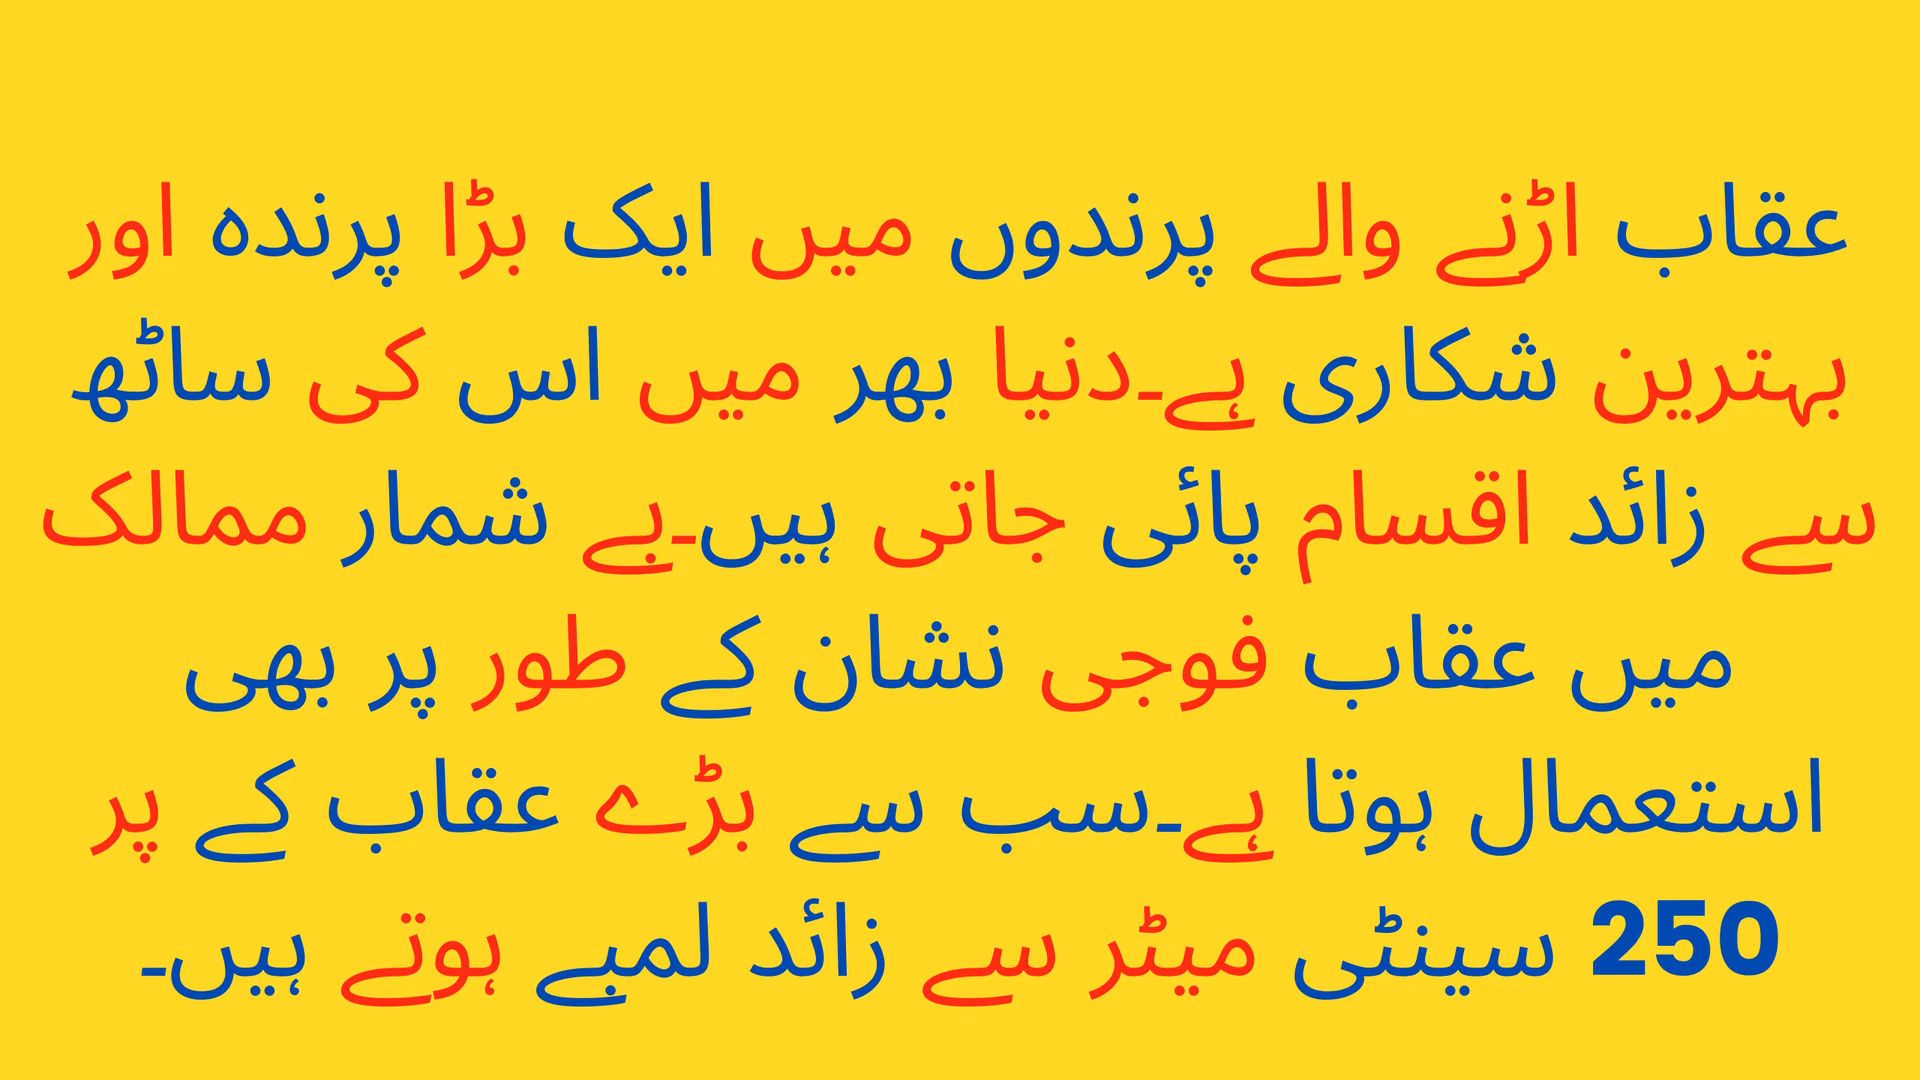 عقاب اڑنے والے پرندوں میں ایک بڑا پرندہ اور
بہترین شکاری ہے۔دنیا بھر میں اس کی ساٹھ
سے زائد اقسام پائی جاتی ہیں۔بے شمار ممالک
میں عقاب فوجی نشان کے طور پر بھی
استعمال ہوتا ہے۔سب سے بڑے عقاب کے پر
250 سینٹی میٹر سے زائد لمبے ہوتے ہیں۔